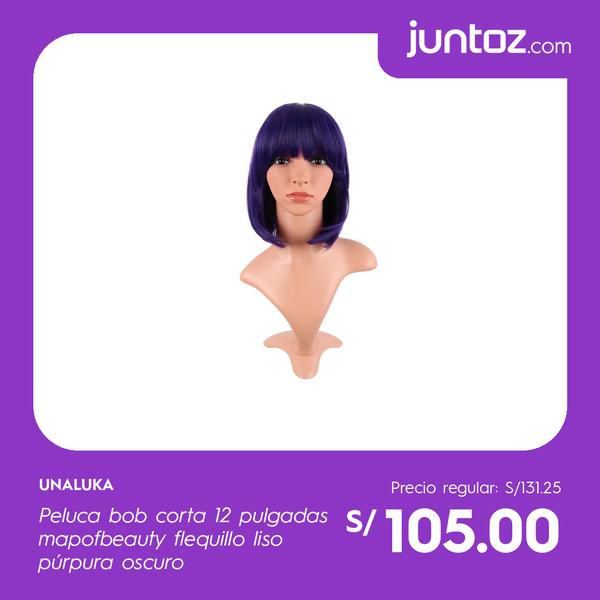 juntoz.com
UNALUKA
Peluca bob corta 12 pulgadas
mapofbeauty flequillo liso
púrpura oscuro
Precio regular: S/131.25
S/105.00